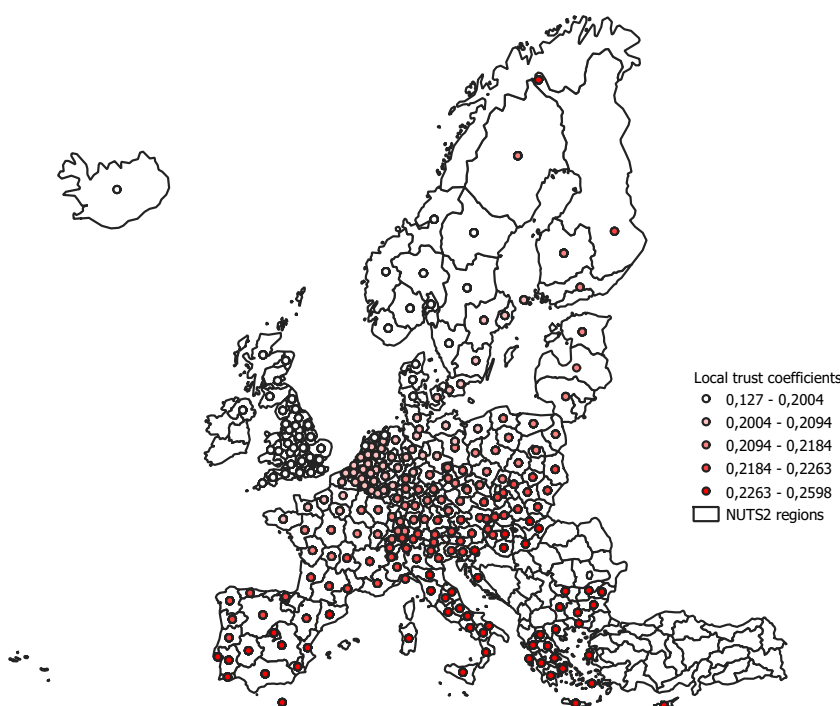 Local trust coefficients
0,127 - 0,2004
0,2004 - 0,2094
0,2094 - 0,2184
0,2184 - 0,2263
0,2263 - 0,2598
NUTS2 regions